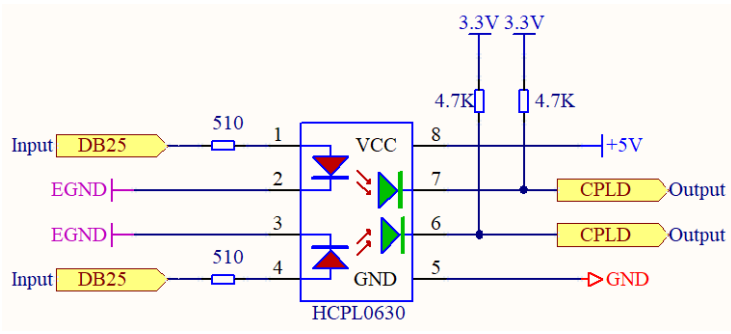 3.3V 3.3V
4.7K 4.7K
510
Input DB25 1 VCC 8 +5V
EGND 2 7 CPLD Output
EGND 3 6 CPLD Output
510
Input DB25 4 GND 5 GND
HCPL0630